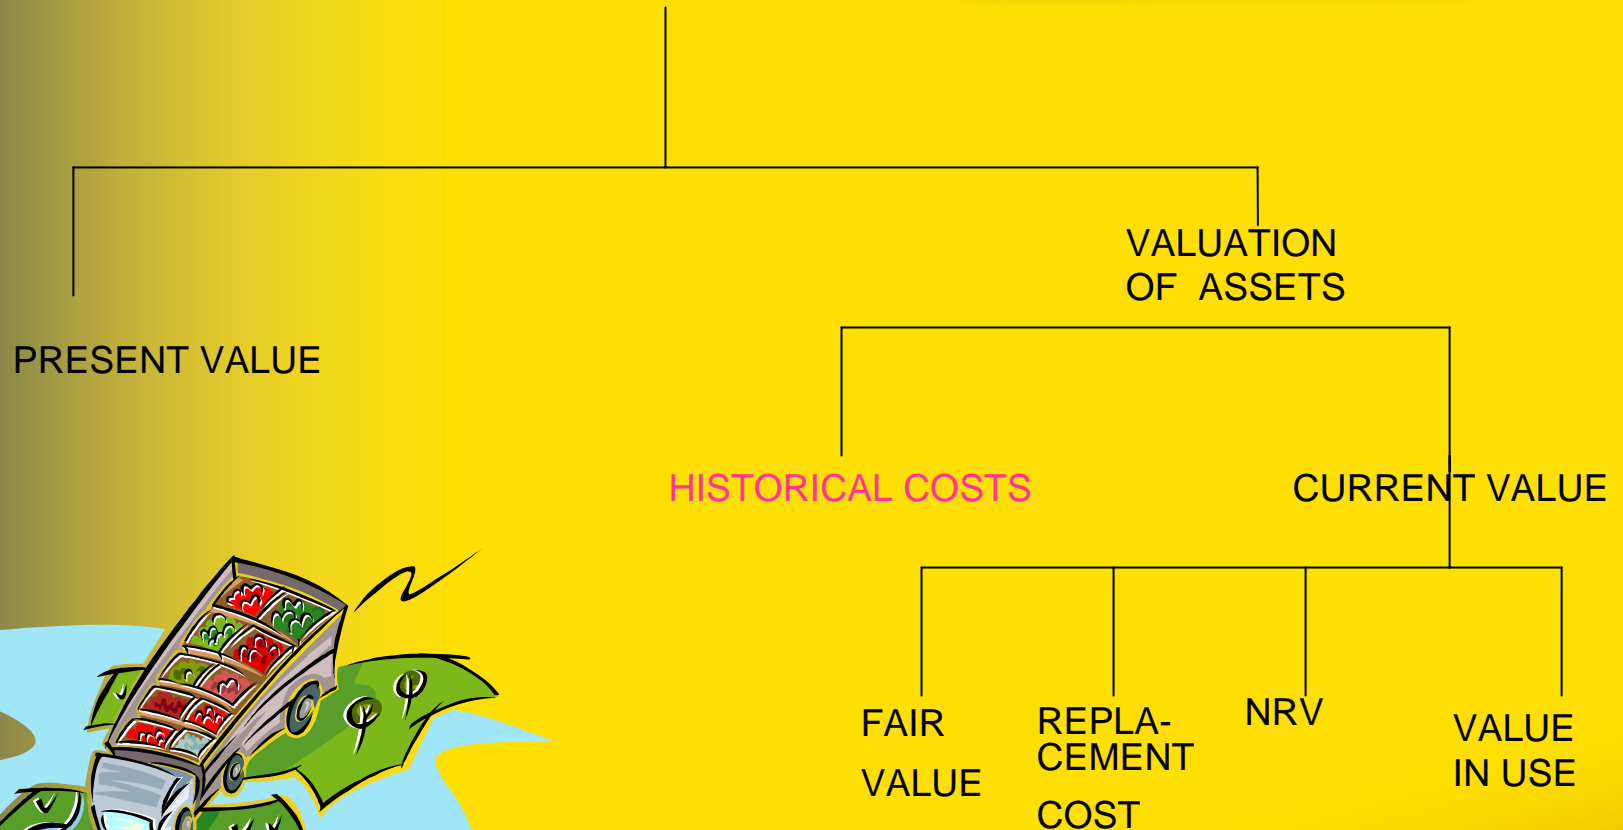 VALUATION
OF ASSETS
PRESENT VALUE
HISTORICAL COSTS
CURRENT VALUE
FAIR
VALUE
REPLA-
CEMENT
COST
NRV
VALUE
IN USE